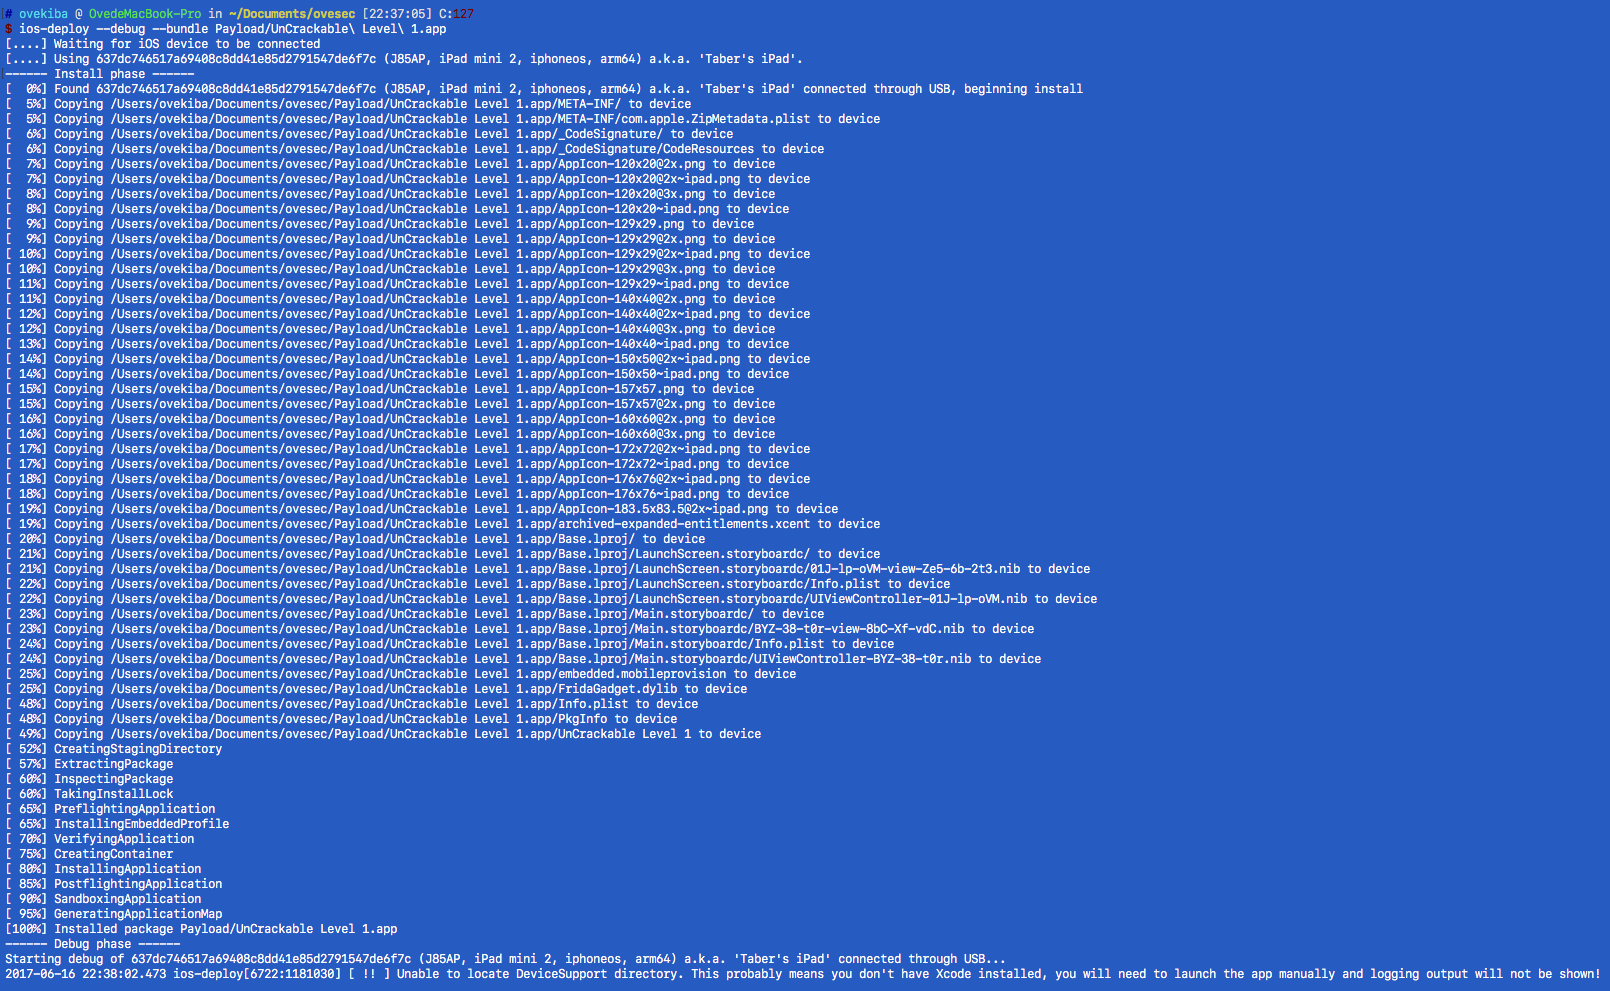 # ovekiba @ OvedeMacBook-Pro in ~/Documents/ovesec [22:37:05] C:127
$ ios-deploy --debug --bundle Payload/UnCrackable\ Level\ 1.app
[....] Waiting for iOS device to be connected
[....] Using 637dc746517a69408c8dd41e85d2791547de6f7c (J85AP, iPad mini 2, iphoneos, arm64) a.k.a. 'Taber's iPad'.
------ Install phase ------
[  0%] Found 637dc746517a69408c8dd41e85d2791547de6f7c (J85AP, iPad mini 2, iphoneos, arm64) a.k.a. 'Taber's iPad' connected through USB, beginning install
[  5%] Copying /Users/ovekiba/Documents/ovesec/Payload/UnCrackable Level 1.app/META-INF/ to device
[  5%] Copying /Users/ovekiba/Documents/ovesec/Payload/UnCrackable Level 1.app/META-INF/com.apple.ZipMetadata.plist to device
[  6%] Copying /Users/ovekiba/Documents/ovesec/Payload/UnCrackable Level 1.app/_CodeSignature/ to device
[  6%] Copying /Users/ovekiba/Documents/ovesec/Payload/UnCrackable Level 1.app/_CodeSignature/CodeResources to device
[  7%] Copying /Users/ovekiba/Documents/ovesec/Payload/UnCrackable Level 1.app/AppIcon-120x20@2x.png to device
[  7%] Copying /Users/ovekiba/Documents/ovesec/Payload/UnCrackable Level 1.app/AppIcon-120x20@2x~ipad.png to device
[  8%] Copying /Users/ovekiba/Documents/ovesec/Payload/UnCrackable Level 1.app/AppIcon-120x20@3x.png to device
[  8%] Copying /Users/ovekiba/Documents/ovesec/Payload/UnCrackable Level 1.app/AppIcon-120x20~ipad.png to device
[  9%] Copying /Users/ovekiba/Documents/ovesec/Payload/UnCrackable Level 1.app/AppIcon-129x29.png to device
[  9%] Copying /Users/ovekiba/Documents/ovesec/Payload/UnCrackable Level 1.app/AppIcon-129x29@2x.png to device
[ 10%] Copying /Users/ovekiba/Documents/ovesec/Payload/UnCrackable Level 1.app/AppIcon-129x29@2x~ipad.png to device
[ 10%] Copying /Users/ovekiba/Documents/ovesec/Payload/UnCrackable Level 1.app/AppIcon-129x29@3x.png to device
[ 11%] Copying /Users/ovekiba/Documents/ovesec/Payload/UnCrackable Level 1.app/AppIcon-129x29~ipad.png to device
[ 11%] Copying /Users/ovekiba/Documents/ovesec/Payload/UnCrackable Level 1.app/AppIcon-140x40@2x.png to device
[ 12%] Copying /Users/ovekiba/Documents/ovesec/Payload/UnCrackable Level 1.app/AppIcon-140x40@2x~ipad.png to device
[ 12%] Copying /Users/ovekiba/Documents/ovesec/Payload/UnCrackable Level 1.app/AppIcon-140x40@3x.png to device
[ 13%] Copying /Users/ovekiba/Documents/ovesec/Payload/UnCrackable Level 1.app/AppIcon-140x40~ipad.png to device
[ 14%] Copying /Users/ovekiba/Documents/ovesec/Payload/UnCrackable Level 1.app/AppIcon-150x50@2x~ipad.png to device
[ 14%] Copying /Users/ovekiba/Documents/ovesec/Payload/UnCrackable Level 1.app/AppIcon-150x50~ipad.png to device
[ 15%] Copying /Users/ovekiba/Documents/ovesec/Payload/UnCrackable Level 1.app/AppIcon-157x57.png to device
[ 15%] Copying /Users/ovekiba/Documents/ovesec/Payload/UnCrackable Level 1.app/AppIcon-157x57@2x.png to device
[ 16%] Copying /Users/ovekiba/Documents/ovesec/Payload/UnCrackable Level 1.app/AppIcon-160x60@2x.png to device
[ 16%] Copying /Users/ovekiba/Documents/ovesec/Payload/UnCrackable Level 1.app/AppIcon-160x60@3x.png to device
[ 17%] Copying /Users/ovekiba/Documents/ovesec/Payload/UnCrackable Level 1.app/AppIcon-172x72@2x~ipad.png to device
[ 17%] Copying /Users/ovekiba/Documents/ovesec/Payload/UnCrackable Level 1.app/AppIcon-172x72~ipad.png to device
[ 18%] Copying /Users/ovekiba/Documents/ovesec/Payload/UnCrackable Level 1.app/AppIcon-176x76@2x~ipad.png to device
[ 18%] Copying /Users/ovekiba/Documents/ovesec/Payload/UnCrackable Level 1.app/AppIcon-176x76~ipad.png to device
[ 19%] Copying /Users/ovekiba/Documents/ovesec/Payload/UnCrackable Level 1.app/AppIcon-183.5x83.5@2x~ipad.png to device
[ 19%] Copying /Users/ovekiba/Documents/ovesec/Payload/UnCrackable Level 1.app/archived-expanded-entitlements.xcent to device
[ 20%] Copying /Users/ovekiba/Documents/ovesec/Payload/UnCrackable Level 1.app/Base.lproj/ to device
[ 21%] Copying /Users/ovekiba/Documents/ovesec/Payload/UnCrackable Level 1.app/Base.lproj/LaunchScreen.storyboardc/ to device
[ 21%] Copying /Users/ovekiba/Documents/ovesec/Payload/UnCrackable Level 1.app/Base.lproj/LaunchScreen.storyboardc/01J-lp-oVM-view-Ze5-6b-2t3.nib to device
[ 22%] Copying /Users/ovekiba/Documents/ovesec/Payload/UnCrackable Level 1.app/Base.lproj/LaunchScreen.storyboardc/Info.plist to device
[ 22%] Copying /Users/ovekiba/Documents/ovesec/Payload/UnCrackable Level 1.app/Base.lproj/LaunchScreen.storyboardc/UIViewController-01J-lp-oVM.nib to device
[ 23%] Copying /Users/ovekiba/Documents/ovesec/Payload/UnCrackable Level 1.app/Base.lproj/Main.storyboardc/ to device
[ 23%] Copying /Users/ovekiba/Documents/ovesec/Payload/UnCrackable Level 1.app/Base.lproj/Main.storyboardc/BYZ-38-t0r-view-8bC-Xf-vdC.nib to device
[ 24%] Copying /Users/ovekiba/Documents/ovesec/Payload/UnCrackable Level 1.app/Base.lproj/Main.storyboardc/Info.plist to device
[ 24%] Copying /Users/ovekiba/Documents/ovesec/Payload/UnCrackable Level 1.app/Base.lproj/Main.storyboardc/UIViewController-BYZ-38-t0r.nib to device
[ 25%] Copying /Users/ovekiba/Documents/ovesec/Payload/UnCrackable Level 1.app/embedded.mobileprovision to device
[ 25%] Copying /Users/ovekiba/Documents/ovesec/Payload/UnCrackable Level 1.app/FridaGadget.dylib to device
[ 48%] Copying /Users/ovekiba/Documents/ovesec/Payload/UnCrackable Level 1.app/Info.plist to device
[ 48%] Copying /Users/ovekiba/Documents/ovesec/Payload/UnCrackable Level 1.app/PkgInfo to device
[ 49%] Copying /Users/ovekiba/Documents/ovesec/Payload/UnCrackable Level 1.app/UnCrackable Level 1 to device
[ 52%] CreatingStagingDirectory
[ 57%] ExtractingPackage
[ 60%] InspectingPackage
[ 60%] TakingInstallLock
[ 65%] PreflightingApplication
[ 65%] InstallingEmbeddedProfile
[ 70%] VerifyingApplication
[ 75%] CreatingContainer
[ 80%] InstallingApplication
[ 85%] PostflightingApplication
[ 90%] SandboxingApplication
[ 95%] GeneratingApplicationMap
[100%] Installed package Payload/UnCrackable Level 1.app
------ Debug phase ------
Starting debug of 637dc746517a69408c8dd41e85d2791547de6f7c (J85AP, iPad mini 2, iphoneos, arm64) a.k.a. 'Taber's iPad' connected through USB...
2017-06-16 22:38:02.473 ios-deploy[6722:1181030] [ !! ] Unable to locate DeviceSupport directory. This probably means you don't have Xcode installed, you will need to launch the app manually and logging output will not be shown!